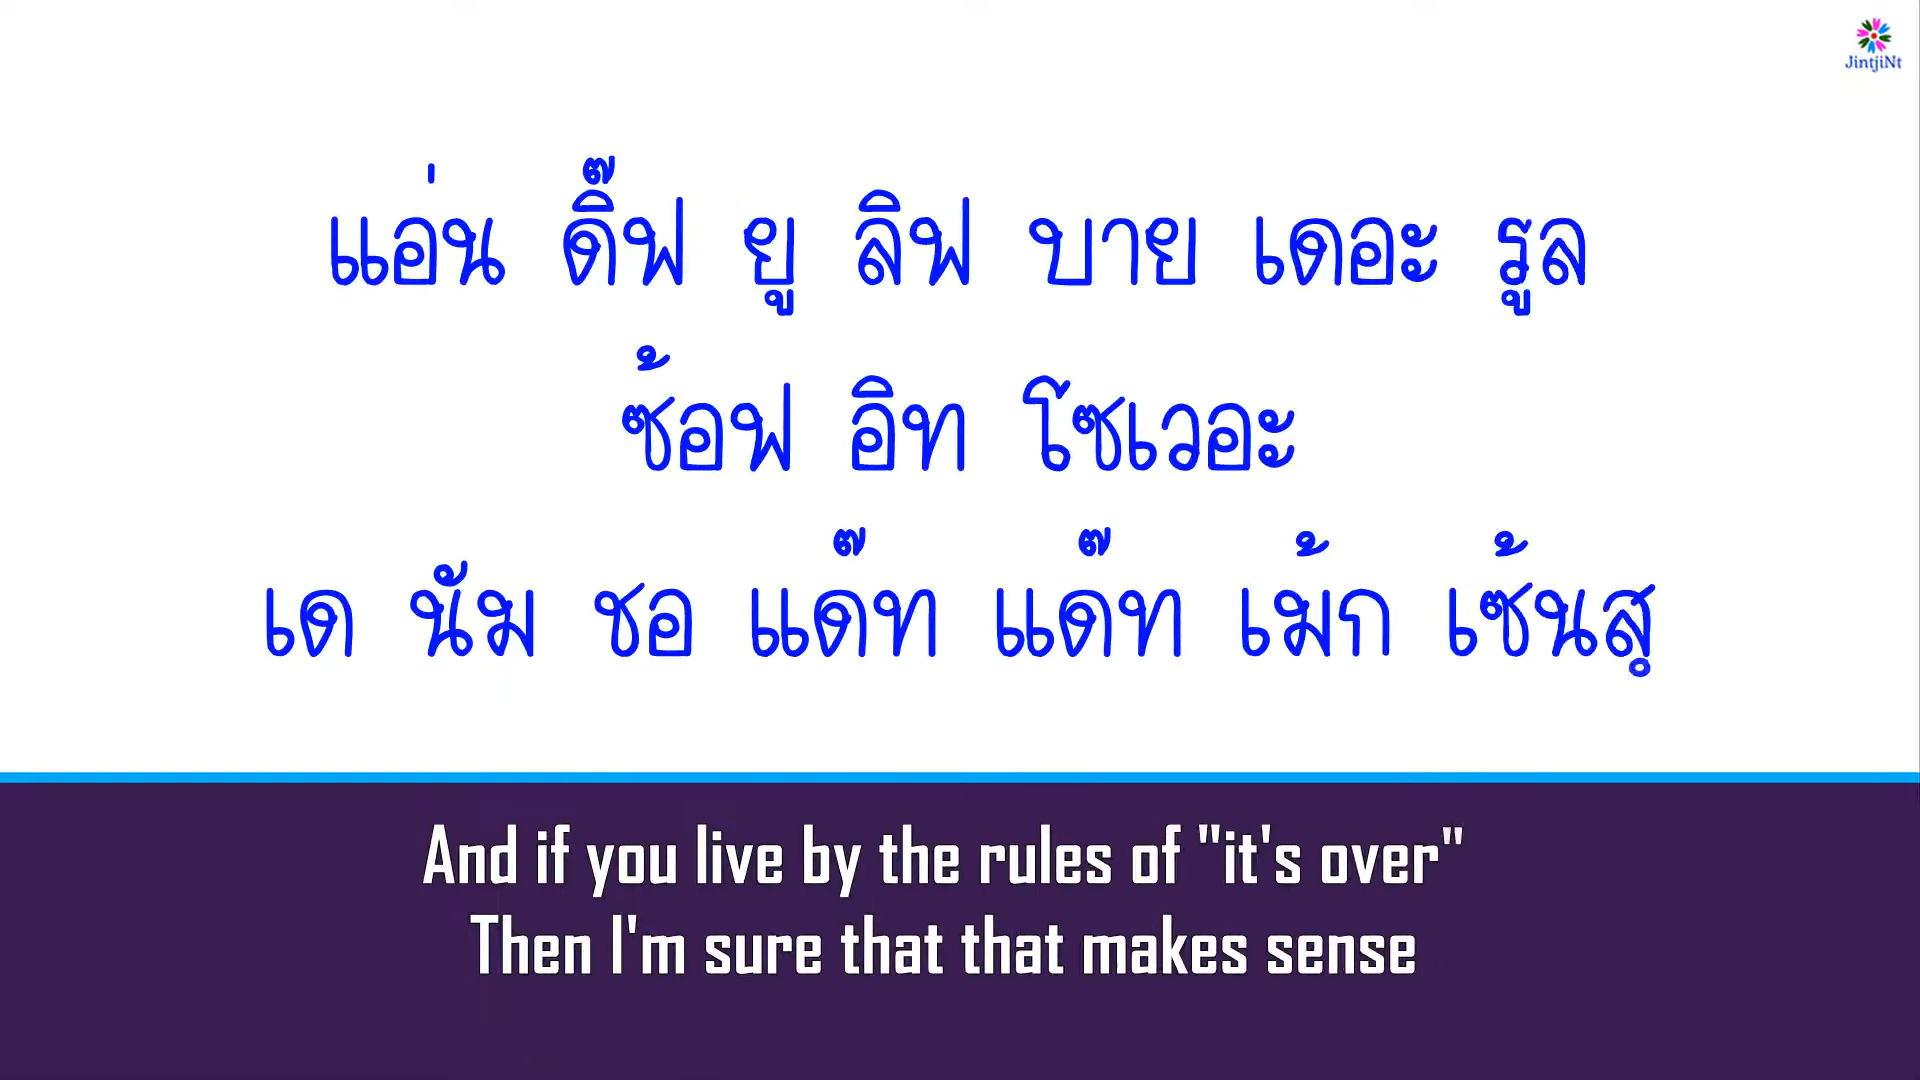 JintjiNt
แอ่น ดิ๊ฟ ยู ลิฟ บาย เดอะ รูล
ซ้อฟ อิท โซเวอะ
เด นัม ชอ แด๊ท แด๊ท เม้ก เซ้นสฺ
And if you live by the rules of "it's over"
Then I'm sure that that makes sense